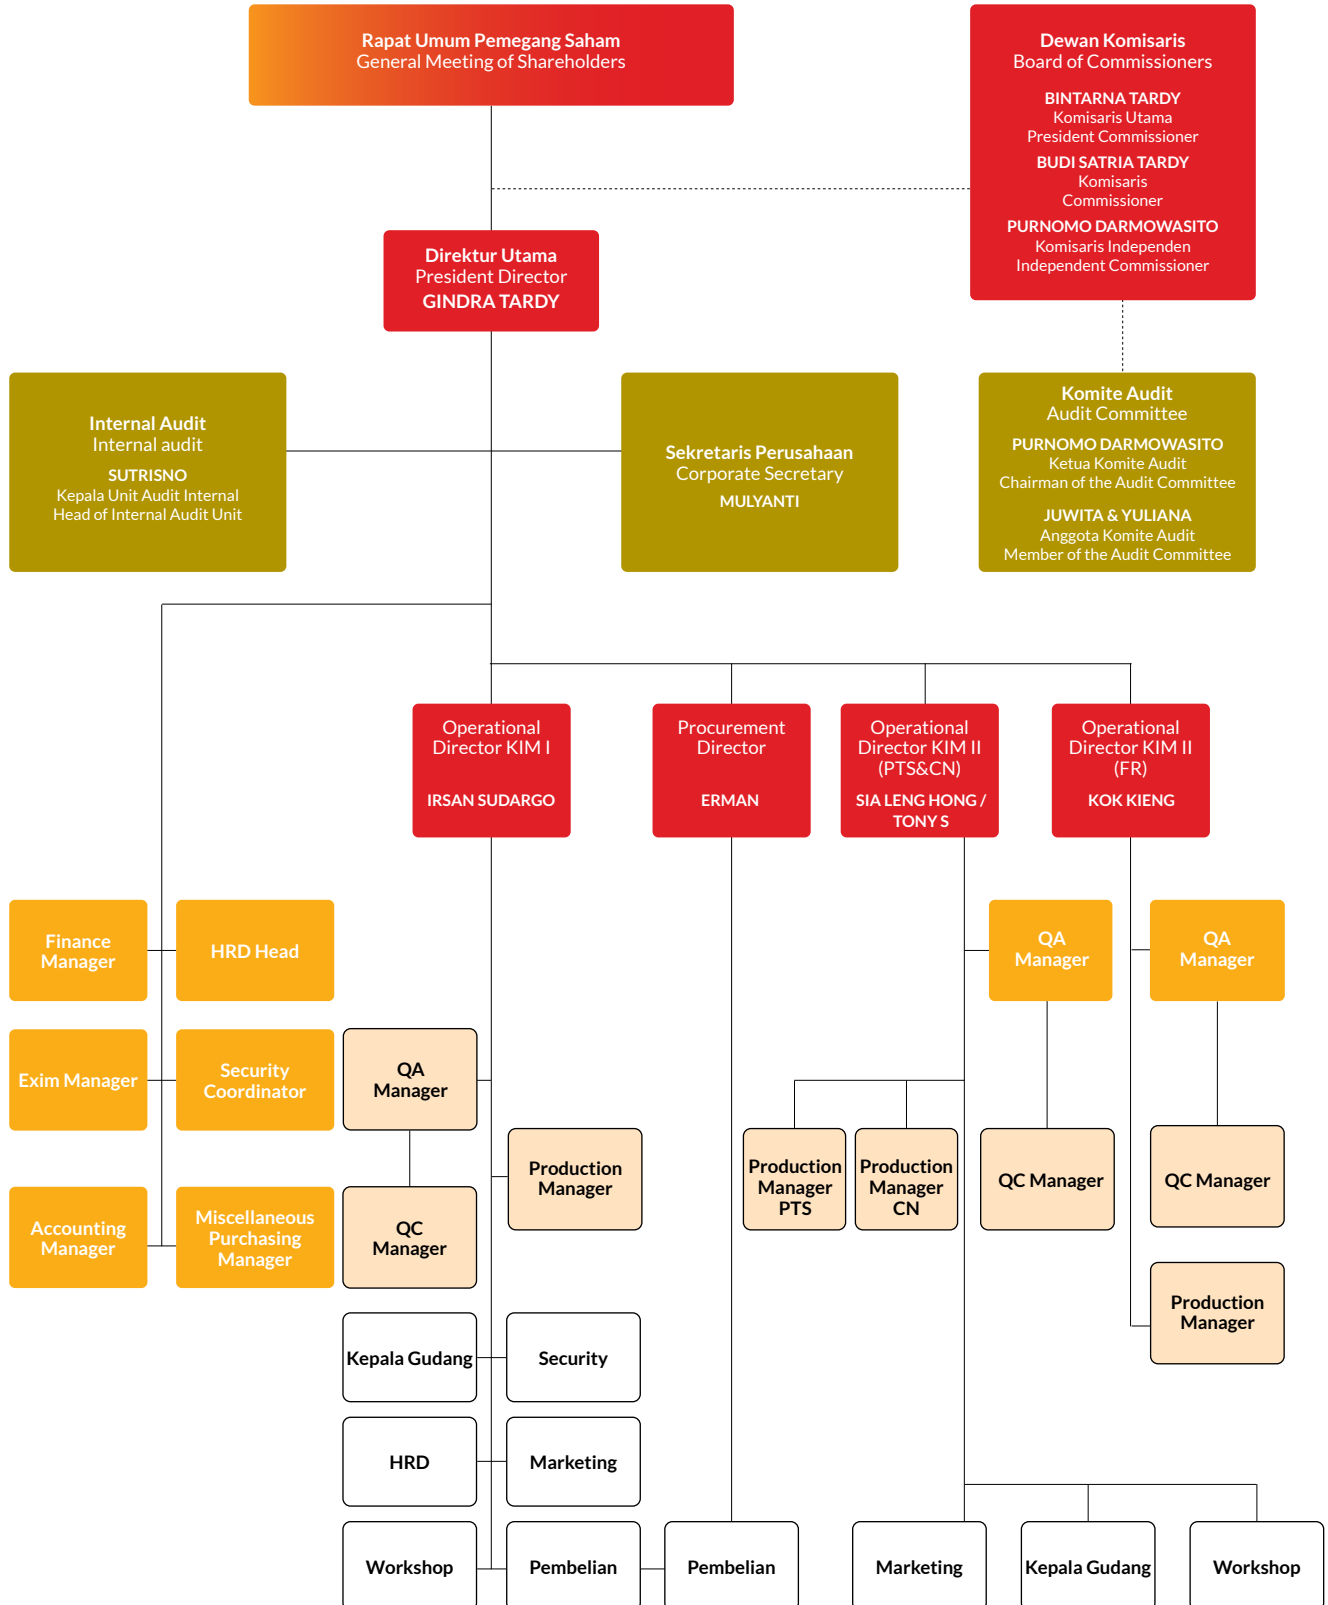 Rapat Umum Pemegang Saham
General Meeting of Shareholders
Dewan Komisaris
Board of Commissioners
BINTARNA TARDY
Komisaris Utama
President Commissioner
BUDI SATRIA TARDY
Komisaris
Commissioner
PURNOMO DARMOWASITO
Komisaris Independen
Independent Commissioner
Direktur Utama
President Director
GINDRA TARDY
Internal Audit
Internal audit
SUTRISNO
Kepala Unit Audit Internal
Head of Internal Audit Unit
Sekretaris Perusahaan
Corporate Secretary
MULYANTI
Komite Audit
Audit Committee
PURNOMO DARMOWASITO
Ketua Komite Audit
Chairman of the Audit Committee
JUWITA & YULIANA
Anggota Komite Audit
Member of the Audit Committee
Operational
Director KIM I
IRSAN SUDARGO
Procurement
Director
ERMAN
Operational
Director KIM II
(PTS&CN)
SIA LENG HONG /
TONY S
Operational
Director KIM II
(FR)
KOK KIENG
Finance
Manager
HRD Head
QA
Manager
QA
Manager
Exim Manager
Security
Coordinator
QA
Manager
Production
Manager
Production
Manager
PTS
Production
Manager
CN
QC Manager
QC Manager
Accounting
Manager
Miscellaneous
Purchasing
Manager
QC
Manager
Production
Manager
Kepala Gudang
Security
HRD
Marketing
Workshop
Pembelian
Pembelian
Marketing
Kepala Gudang
Workshop